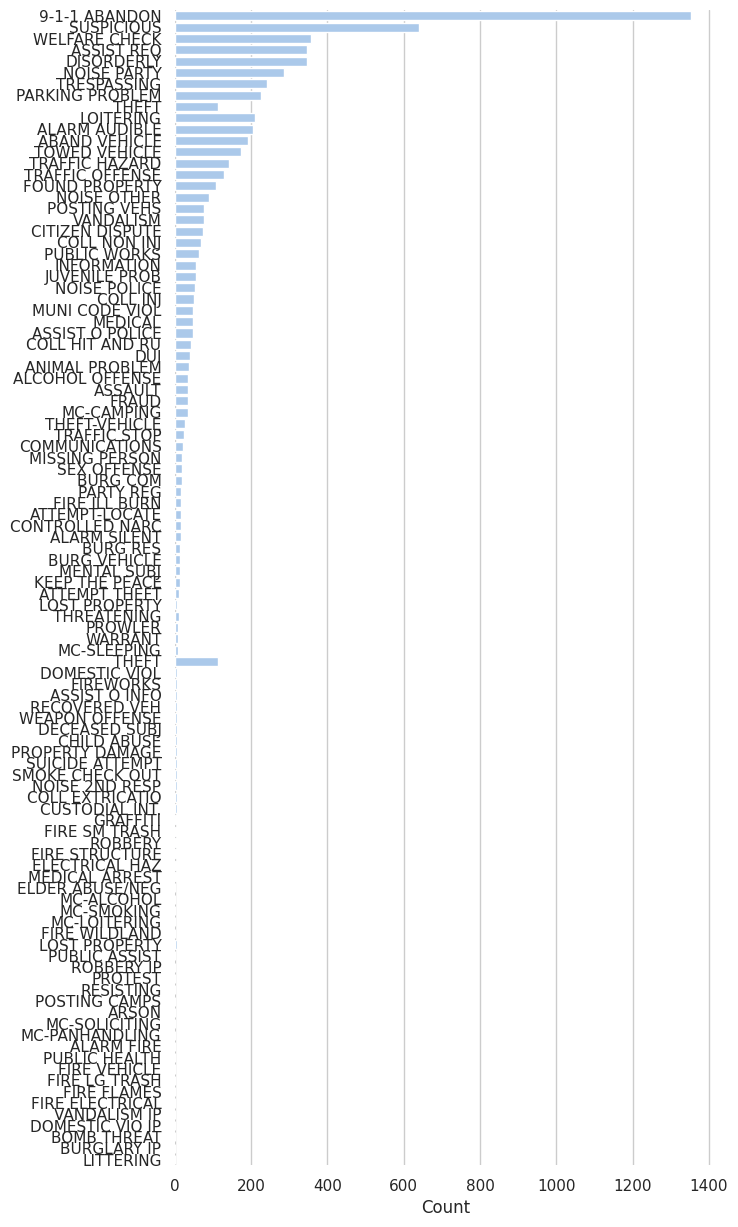 9-1-1 ABANDON
SUSPICIOUS
WELFARE CHECK
ASSIST REQ
DISORDERLY
NOISE PARTY
TRESPASSING
PARKING PROBLEM
THEFT
LOITERING
ALARM AUDIBLE
ABAND VEHICLE
TOWED VEHICLE
TRAFFIC HAZARD
TRAFFIC OFFENSE
FOUND PROPERTY
NOISE OTHER
POSTING VEHS
VANDALISM
CITIZEN DISPUTE
COLL NON INJ
PUBLIC WORKS
INFORMATION
JUVENILE PROB
NOISE POLICE
COLL INJ
MUNI CODE VIOL
MEDICAL
ASSIST O POLICE
COLL HIT AND RU
DUI
ANIMAL PROBLEM
ALCOHOL OFFENSE
ASSAULT
FRAUD
MC-CAMPING
THEFT-VEHICLE
TRAFFIC STOP
COMMUNICATIONS
MISSING PERSON
SEX OFFENSE
BURG COM
PARTY REG
FIRE ILL BURN
ATTEMPT-LOCATE
CONTROLLED NARC
ALARM SILENT
BURG RES
BURG VEHICLE
MENTAL SUBJ
KEEP THE PEACE
ATTEMPT THEFT
LOST PROPERTY
THREATENING
PROWLER
WARRANT
MC-SLEEPING
THEFT
DOMESTIC VIOL
FIREWORKS
ASSIST O INFO
RECOVERED VEH
WEAPON OFFENSE
DECEASED SUBJ
CHILD ABUSE
PROPERTY DAMAGE
SUICIDE ATTEMPT
SMOKE CHECK OUT
NOISE 2ND RESP
COLL EXTRICATIO
CUSTODIAL INT.
GRAFFITI
FIRE SM TRASH
ROBBERY
FIRE STRUCTURE
ELECTRICAL HAZ
MEDICAL ARREST
ELDER ABUSE/NEG
MC-ALCOHOL
MC-SMOKING
MC-LOITERING
FIRE WILDLAND
LOST PROPERTY
PUBLIC ASSIST
ROBBERY IP
PROTEST
RESISTING
POSTING CAMPS
ARSON
MC-SOLICITING
MC-PANHANDLING
ALARM FIRE
PUBLIC HEALTH
FIRE VEHICLE
FIRE LG TRASH
FIRE FLAMES
FIRE ELECTRICAL
VANDALISM IP
DOMESTIC VIO IP
BOMB THREAT
BURGLARY IP
LITTERING
0 200 400 600 800 1000 1200 1400
Count